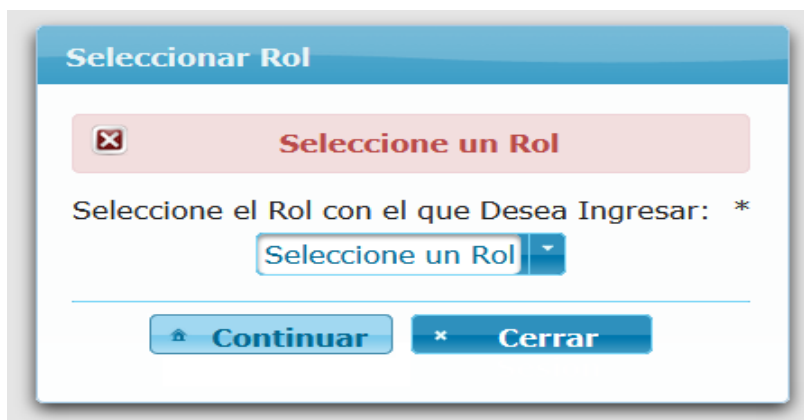 Seleccionar Rol
Seleccione un Rol
Seleccione el Rol con el que Desea Ingresar: *
Seleccione un Rol
Continuar Cerrar